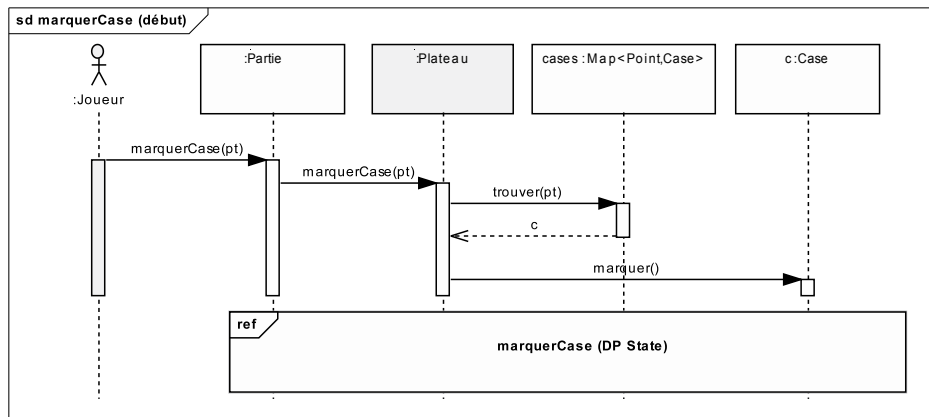 sd marquerCase (début)
:Joueur
:Partie
:Plateau
cases :Map<Point,Case>
c :Case
marquerCase(pt)
marquerCase(pt)
trouver(pt)
c
marquer()
ref
marquerCase (DP State)